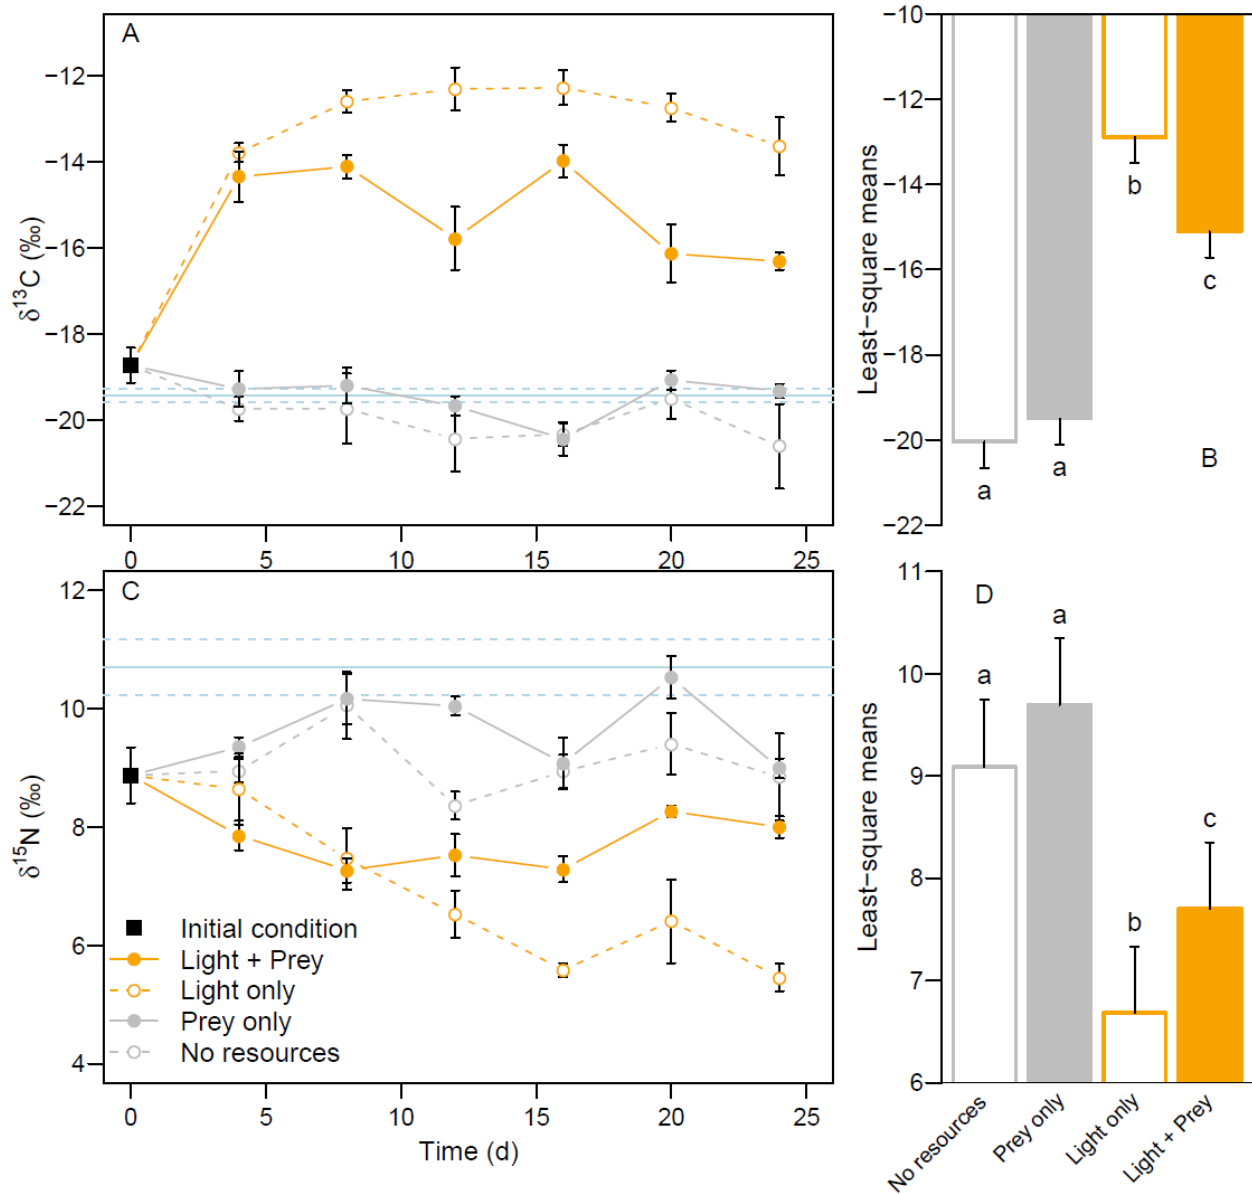 A
−12
−14
−16
−18
−20
−22
δ13C (‰)
0
5
10
15
20
25
−10
−12
−14
−16
−18
−20
−22
Least−square means
a
a
b
c
B
C
12
10
8
6
4
δ15N (‰)
Initial condition
Light + Prey
Light only
Prey only
No resources
0
5
10
15
20
25
Time (d)
D
11
10
9
8
7
6
Least−square means
a
a
b
c
No resources
Prey only
Light only
Light + Prey